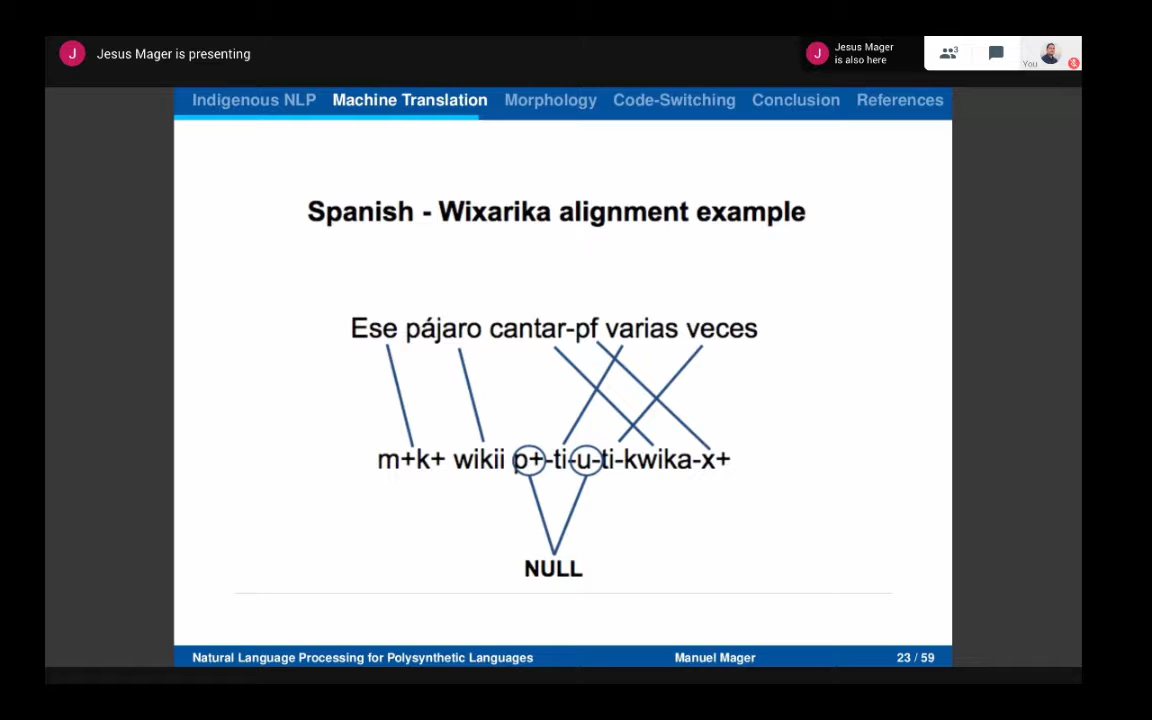 J Jesus Mager is presenting
J Jesus Mager
is also here
3
You
Indigenous NLP Machine Translation Morphology Code-Switching Conclusion References
Spanish - Wixarika alignment example
Ese pájaro cantar-pf varias veces
m+k+ wikii p+-ti-u-ti-kwika-x+
NULL
Natural Language Processing for Polysynthetic Languages Manuel Mager 23 / 59